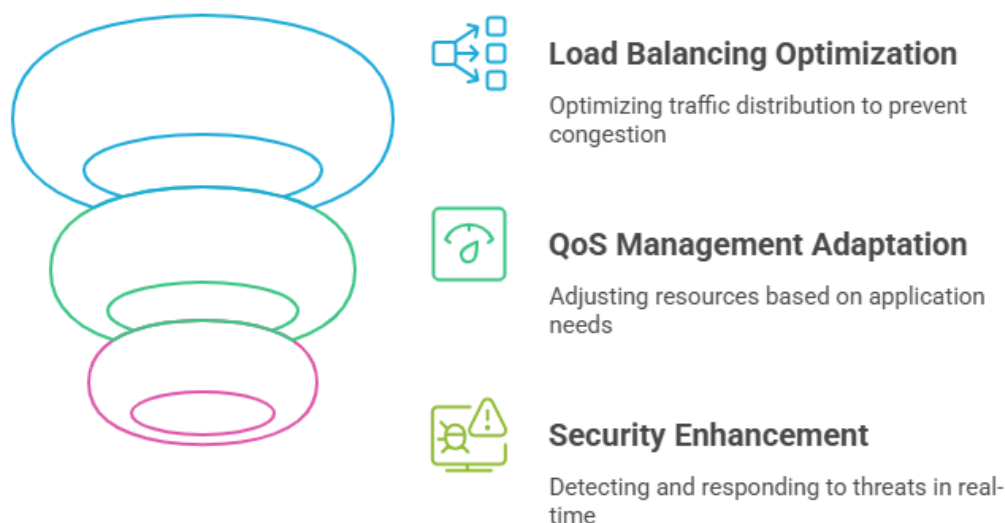 Load Balancing Optimization
Optimizing traffic distribution to prevent
congestion
QoS Management Adaptation
Adjusting resources based on application
needs
Security Enhancement
Detecting and responding to threats in real-
time